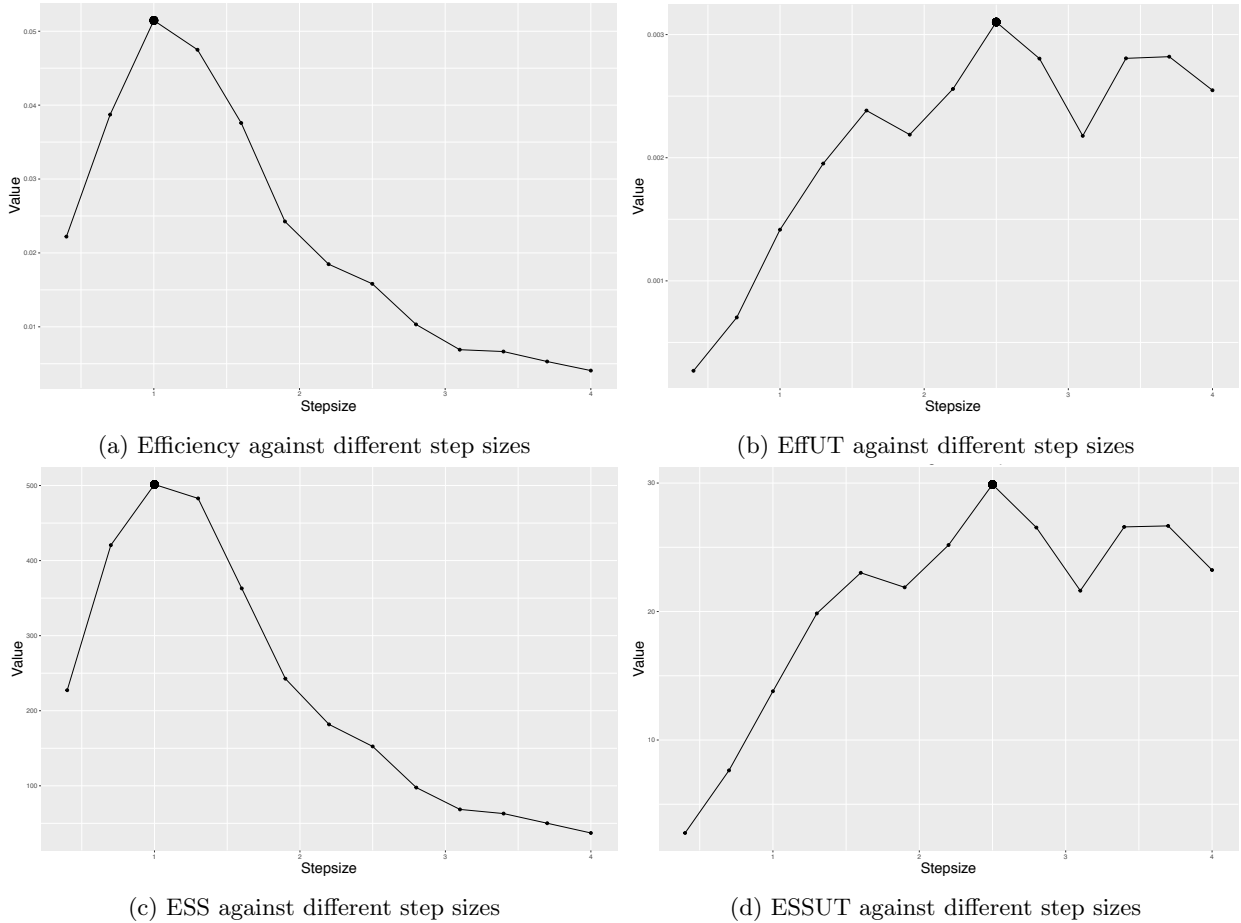 0.05
0.04
0.03
0.02
0.01
Value
1
2
3
4
Stepsize
(a) Efficiency against different step sizes
0.003
0.002
0.001
Value
1
2
3
4
Stepsize
(b) EffUT against different step sizes
500
400
300
200
100
Value
1
2
3
4
Stepsize
(c) ESS against different step sizes
30
20
10
Value
1
2
3
4
Stepsize
(d) ESSUT against different step sizes